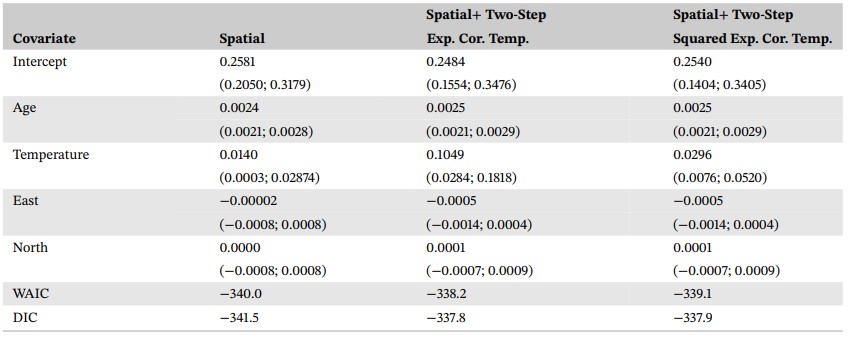 Spatial+ Two-Step Spatial+ Two-Step
Covariate Spatial Exp. Cor. Temp. Squared Exp. Cor. Temp.
Intercept 0.2581 0.2484 0.2540
(0.2050; 0.3179) (0.1554; 0.3476) (0.1404; 0.3405)
Age 0.0024 0.0025 0.0025
(0.0021; 0.0028) (0.0021; 0.0029) (0.0021; 0.0029)
Temperature 0.0140 0.1049 0.0296
(0.0003; 0.02874) (0.0284; 0.1818) (0.0076; 0.0520)
East −0.00002 −0.0005 −0.0005
(−0.0008; 0.0008) (−0.0014; 0.0004) (−0.0014; 0.0004)
North 0.0000 0.0001 0.0001
(−0.0008; 0.0008) (−0.0007; 0.0009) (−0.0007; 0.0009)
WAIC −340.0 −338.2 −339.1
DIC −341.5 −337.8 −337.9